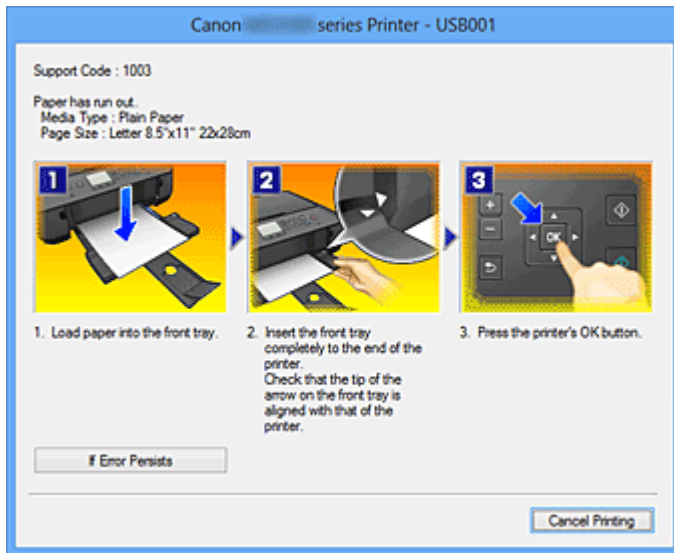 Canon series Printer - USB001
Support Code : 1003
Paper has run out.
Media Type : Plain Paper
Page Size : Letter 8.5"x11" 22x28cm
1
2
3
OK
1. Load paper into the front tray.
2. Insert the front tray
completely to the end of the
printer.
Check that the tip of the
arrow on the front tray is
aligned with that of the
printer.
3. Press the printer's OK button.
If Error Persists
Cancel Printing